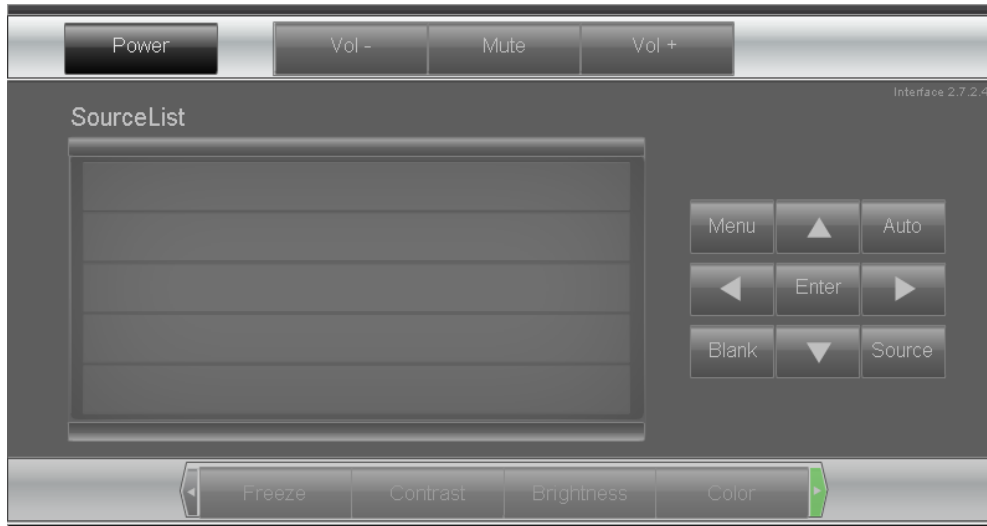 Power Vol - Mute Vol +
Interface 2.7.2.4
SourceList
Menu Auto
Enter
Blank Source
Freeze Contrast Brightness Color